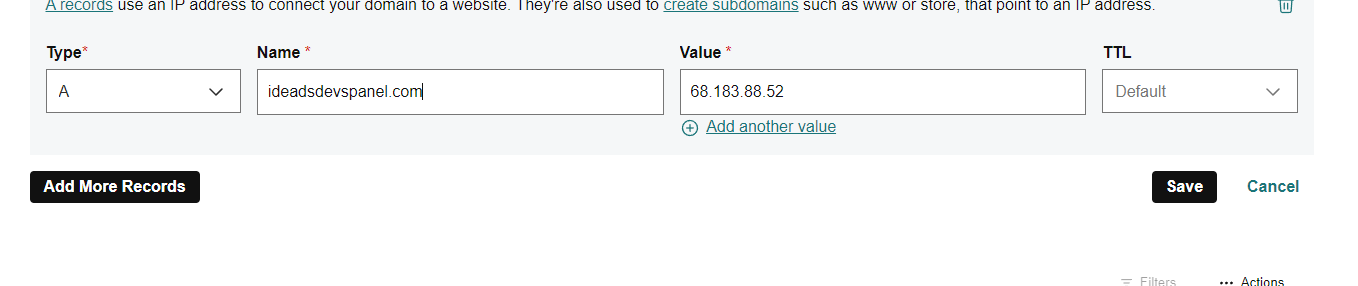 A records use an IP address to connect your domain to a website. They're also used to create subdomains such as www or store, that point to an IP address.
Type* Name * Value * TTL
A ideadsdevspanel.com 68.183.88.52 Default
Add another value
Add More Records Save Cancel
Filters ••• Actions